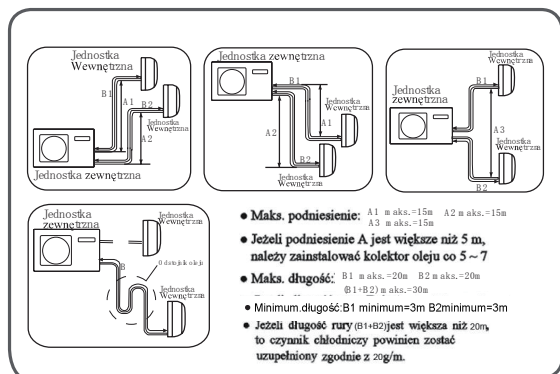 Jednostka
Wewnętrzna
B1
A1
B2
Jednostka
Wewnętrzna
A2
Jednostka zewnętrzna
Jednostka zewnętrzna
B1
A1
Jednostka
Wewnętrzna
A2
B2
Jednostka
Wewnętrzna
Jednostka
Wewnętrzna
B1
Jednostka
zewnętrzna
A3
Jednostka
Wewnętrzna
B2
Jednostka
zewnętrzna
Jednostka
Wewnętrzna
B
Odstojnik oleju
Jednostka
Wewnętrzna
• Maks. podniesienie: A1 maks.=15m A2 maks.=15m
A3 maks.=15m
• Jeżeli podniesienie A jest większe niż 5 m,
należy zainstalować kolektor oleju co 5~7
• Maks. długość: B1 maks.=20m B2 maks.=20m
(B1+B2) maks.=30m
• Minimum.długość:B1 minimum=3m B2minimum=3m
• Jeżeli długość rury (B1+B2)jest większa niż 20m,
to czynnik chłodniczy powinien zostać
uzupełniony zgodnie z 20g/m.